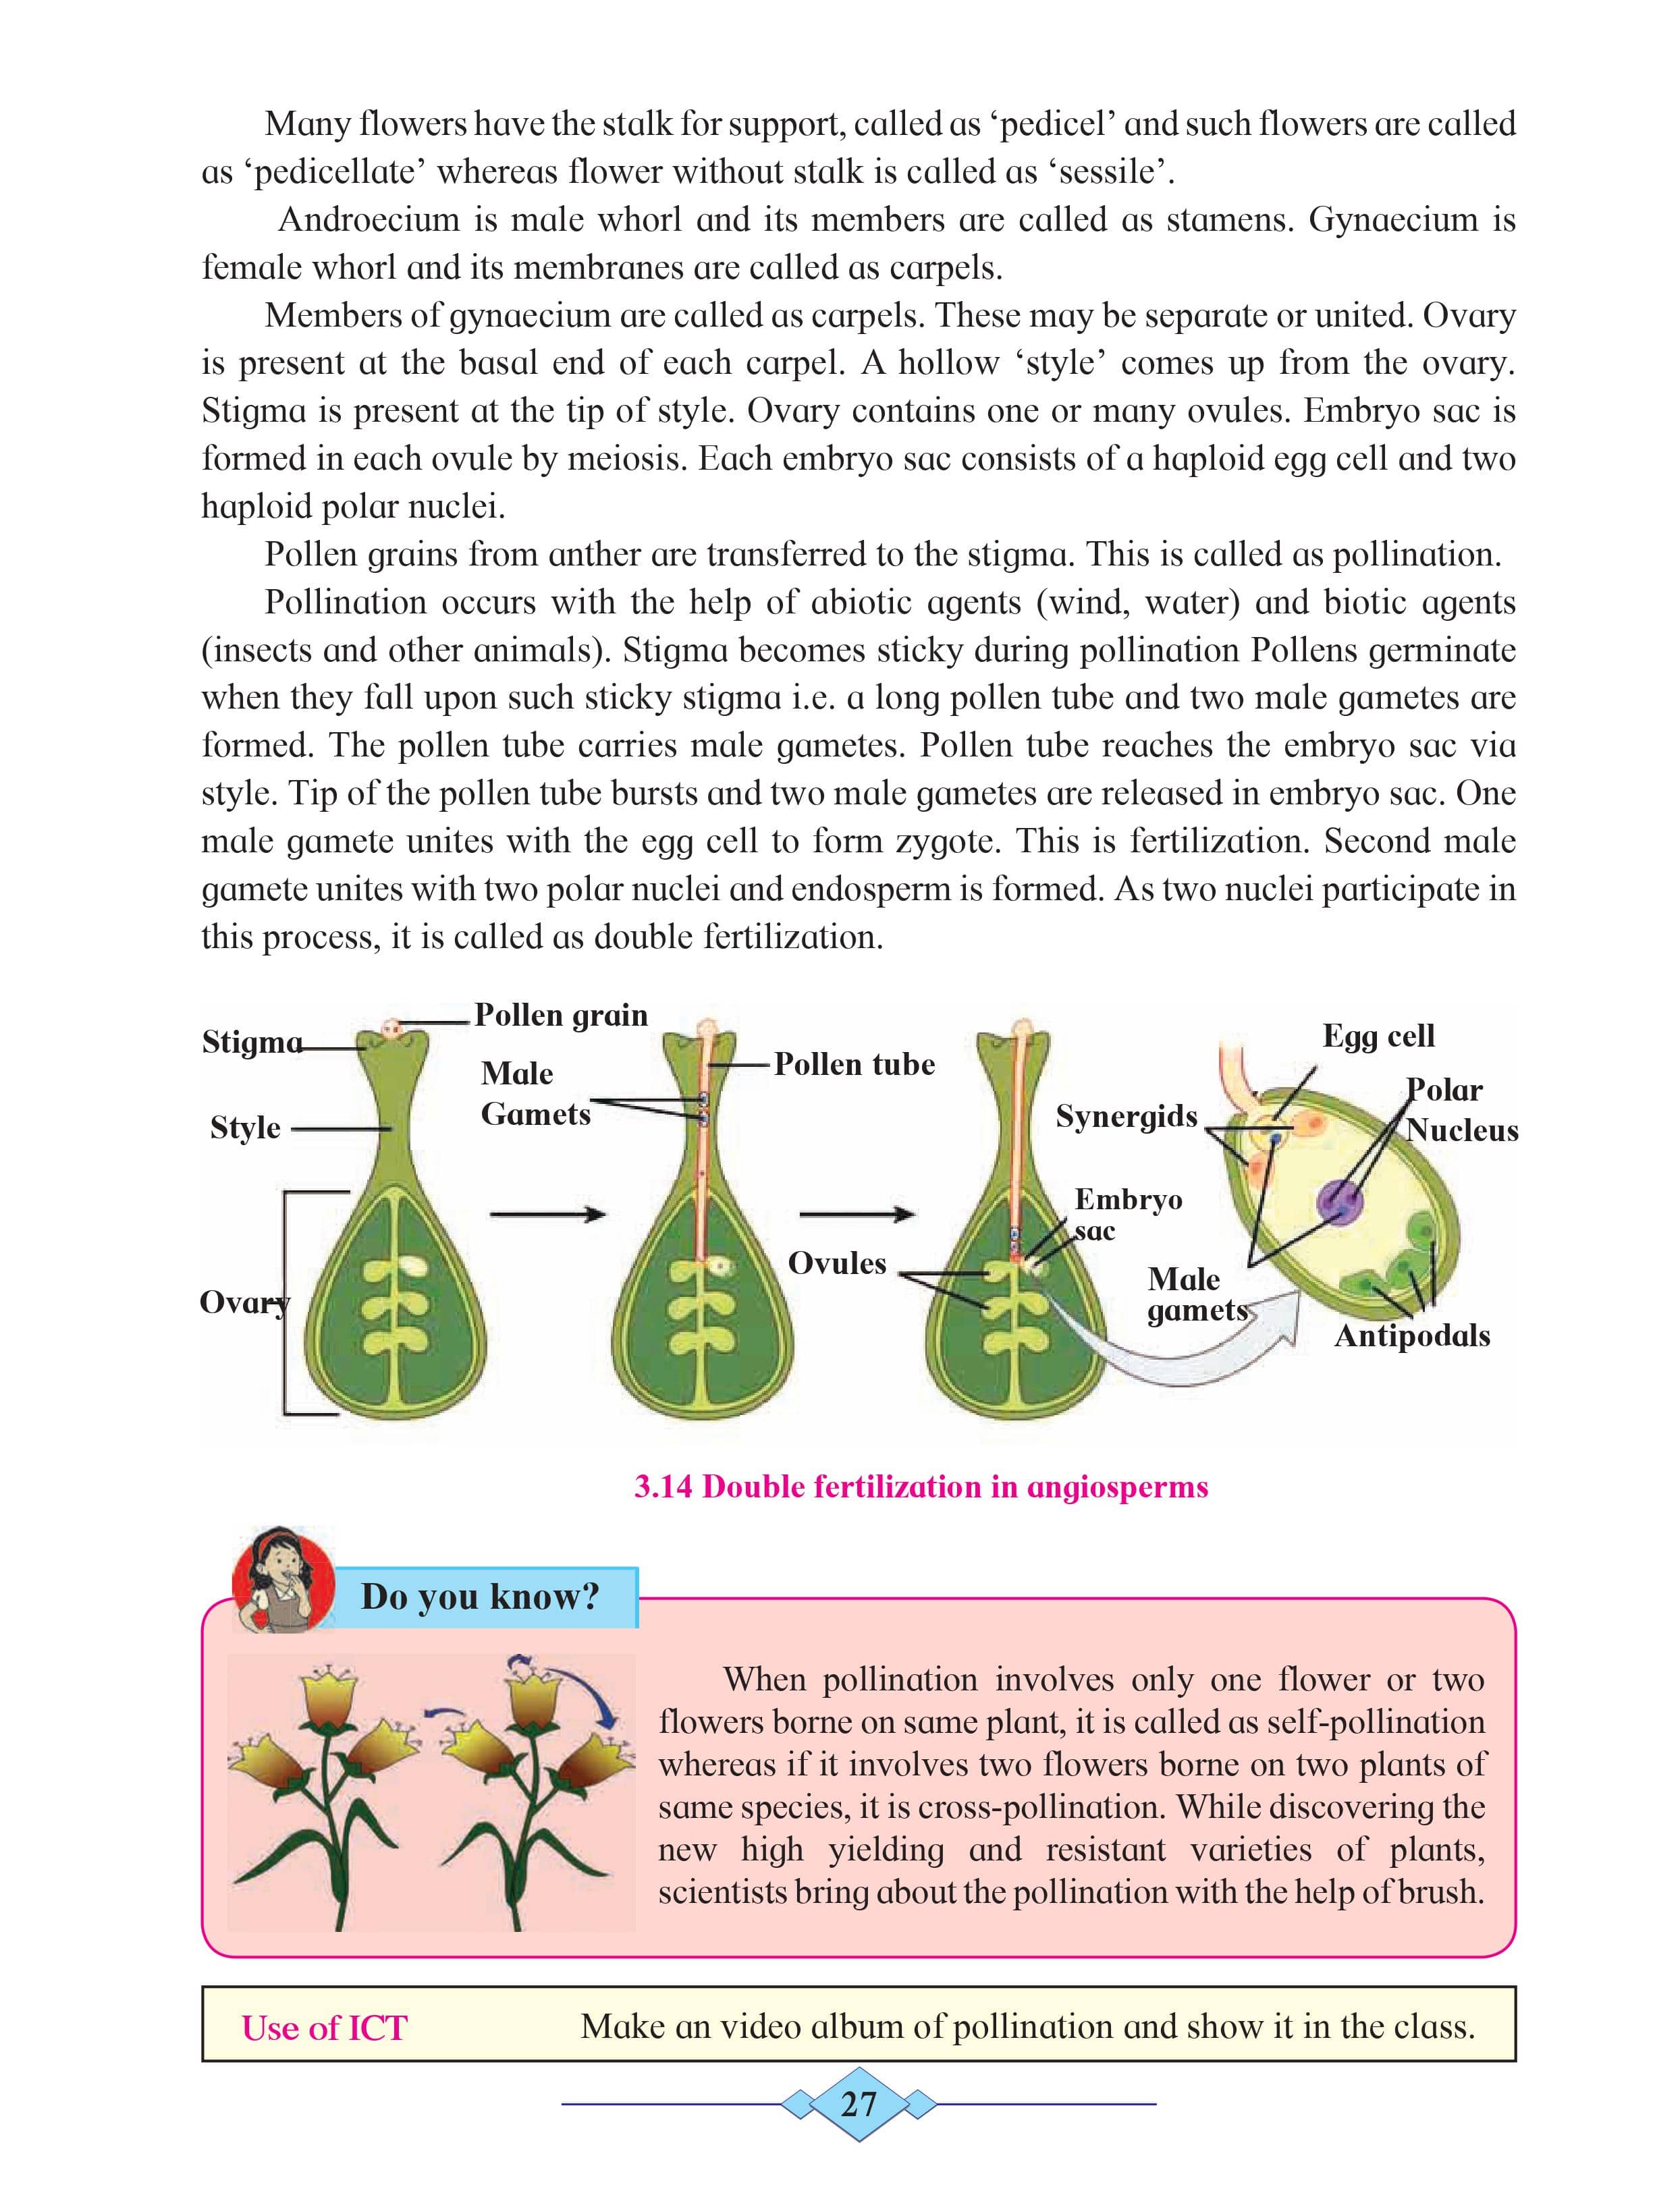 Many flowers have the stalk for support, called as ‘pedicel’ and such flowers are called
as ‘pedicellate’ whereas flower without stalk is called as ‘sessile’.
Androecium is male whorl and its members are called as stamens. Gynaecium is
female whorl and its membranes are called as carpels.
Members of gynaecium are called as carpels. These may be separate or united. Ovary
is present at the basal end of each carpel. A hollow ‘style’ comes up from the ovary.
Stigma is present at the tip of style. Ovary contains one or many ovules. Embryo sac is
formed in each ovule by meiosis. Each embryo sac consists of a haploid egg cell and two
haploid polar nuclei.
Pollen grains from anther are transferred to the stigma. This is called as pollination.
Pollination occurs with the help of abiotic agents (wind, water) and biotic agents
(insects and other animals). Stigma becomes sticky during pollination Pollens germinate
when they fall upon such sticky stigma i.e. a long pollen tube and two male gametes are
formed. The pollen tube carries male gametes. Pollen tube reaches the embryo sac via
style. Tip of the pollen tube bursts and two male gametes are released in embryo sac. One
male gamete unites with the egg cell to form zygote. This is fertilization. Second male
gamete unites with two polar nuclei and endosperm is formed. As two nuclei participate in
this process, it is called as double fertilization.
Stigma
Pollen grain
Style
Ovary
Male
Gamets
Pollen tube
Ovules
Embryo
sac
Synergids
Egg cell
Polar
Nucleus
Male
gamets
Antipodals
3.14 Double fertilization in angiosperms
Do you know?
When pollination involves only one flower or two
flowers borne on same plant, it is called as self-pollination
whereas if it involves two flowers borne on two plants of
same species, it is cross-pollination. While discovering the
new high yielding and resistant varieties of plants,
scientists bring about the pollination with the help of brush.
Use of ICT Make an video album of pollination and show it in the class.
27